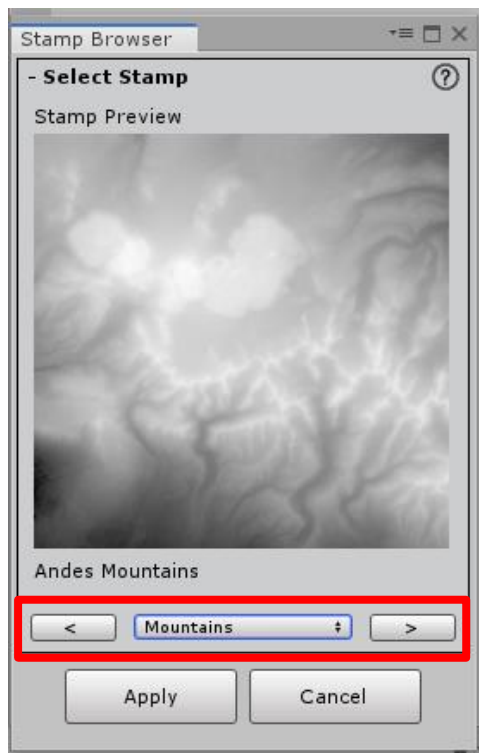 Stamp Browser
- Select Stamp
?
Stamp Preview
Andes Mountains
< Mountains >
Apply Cancel